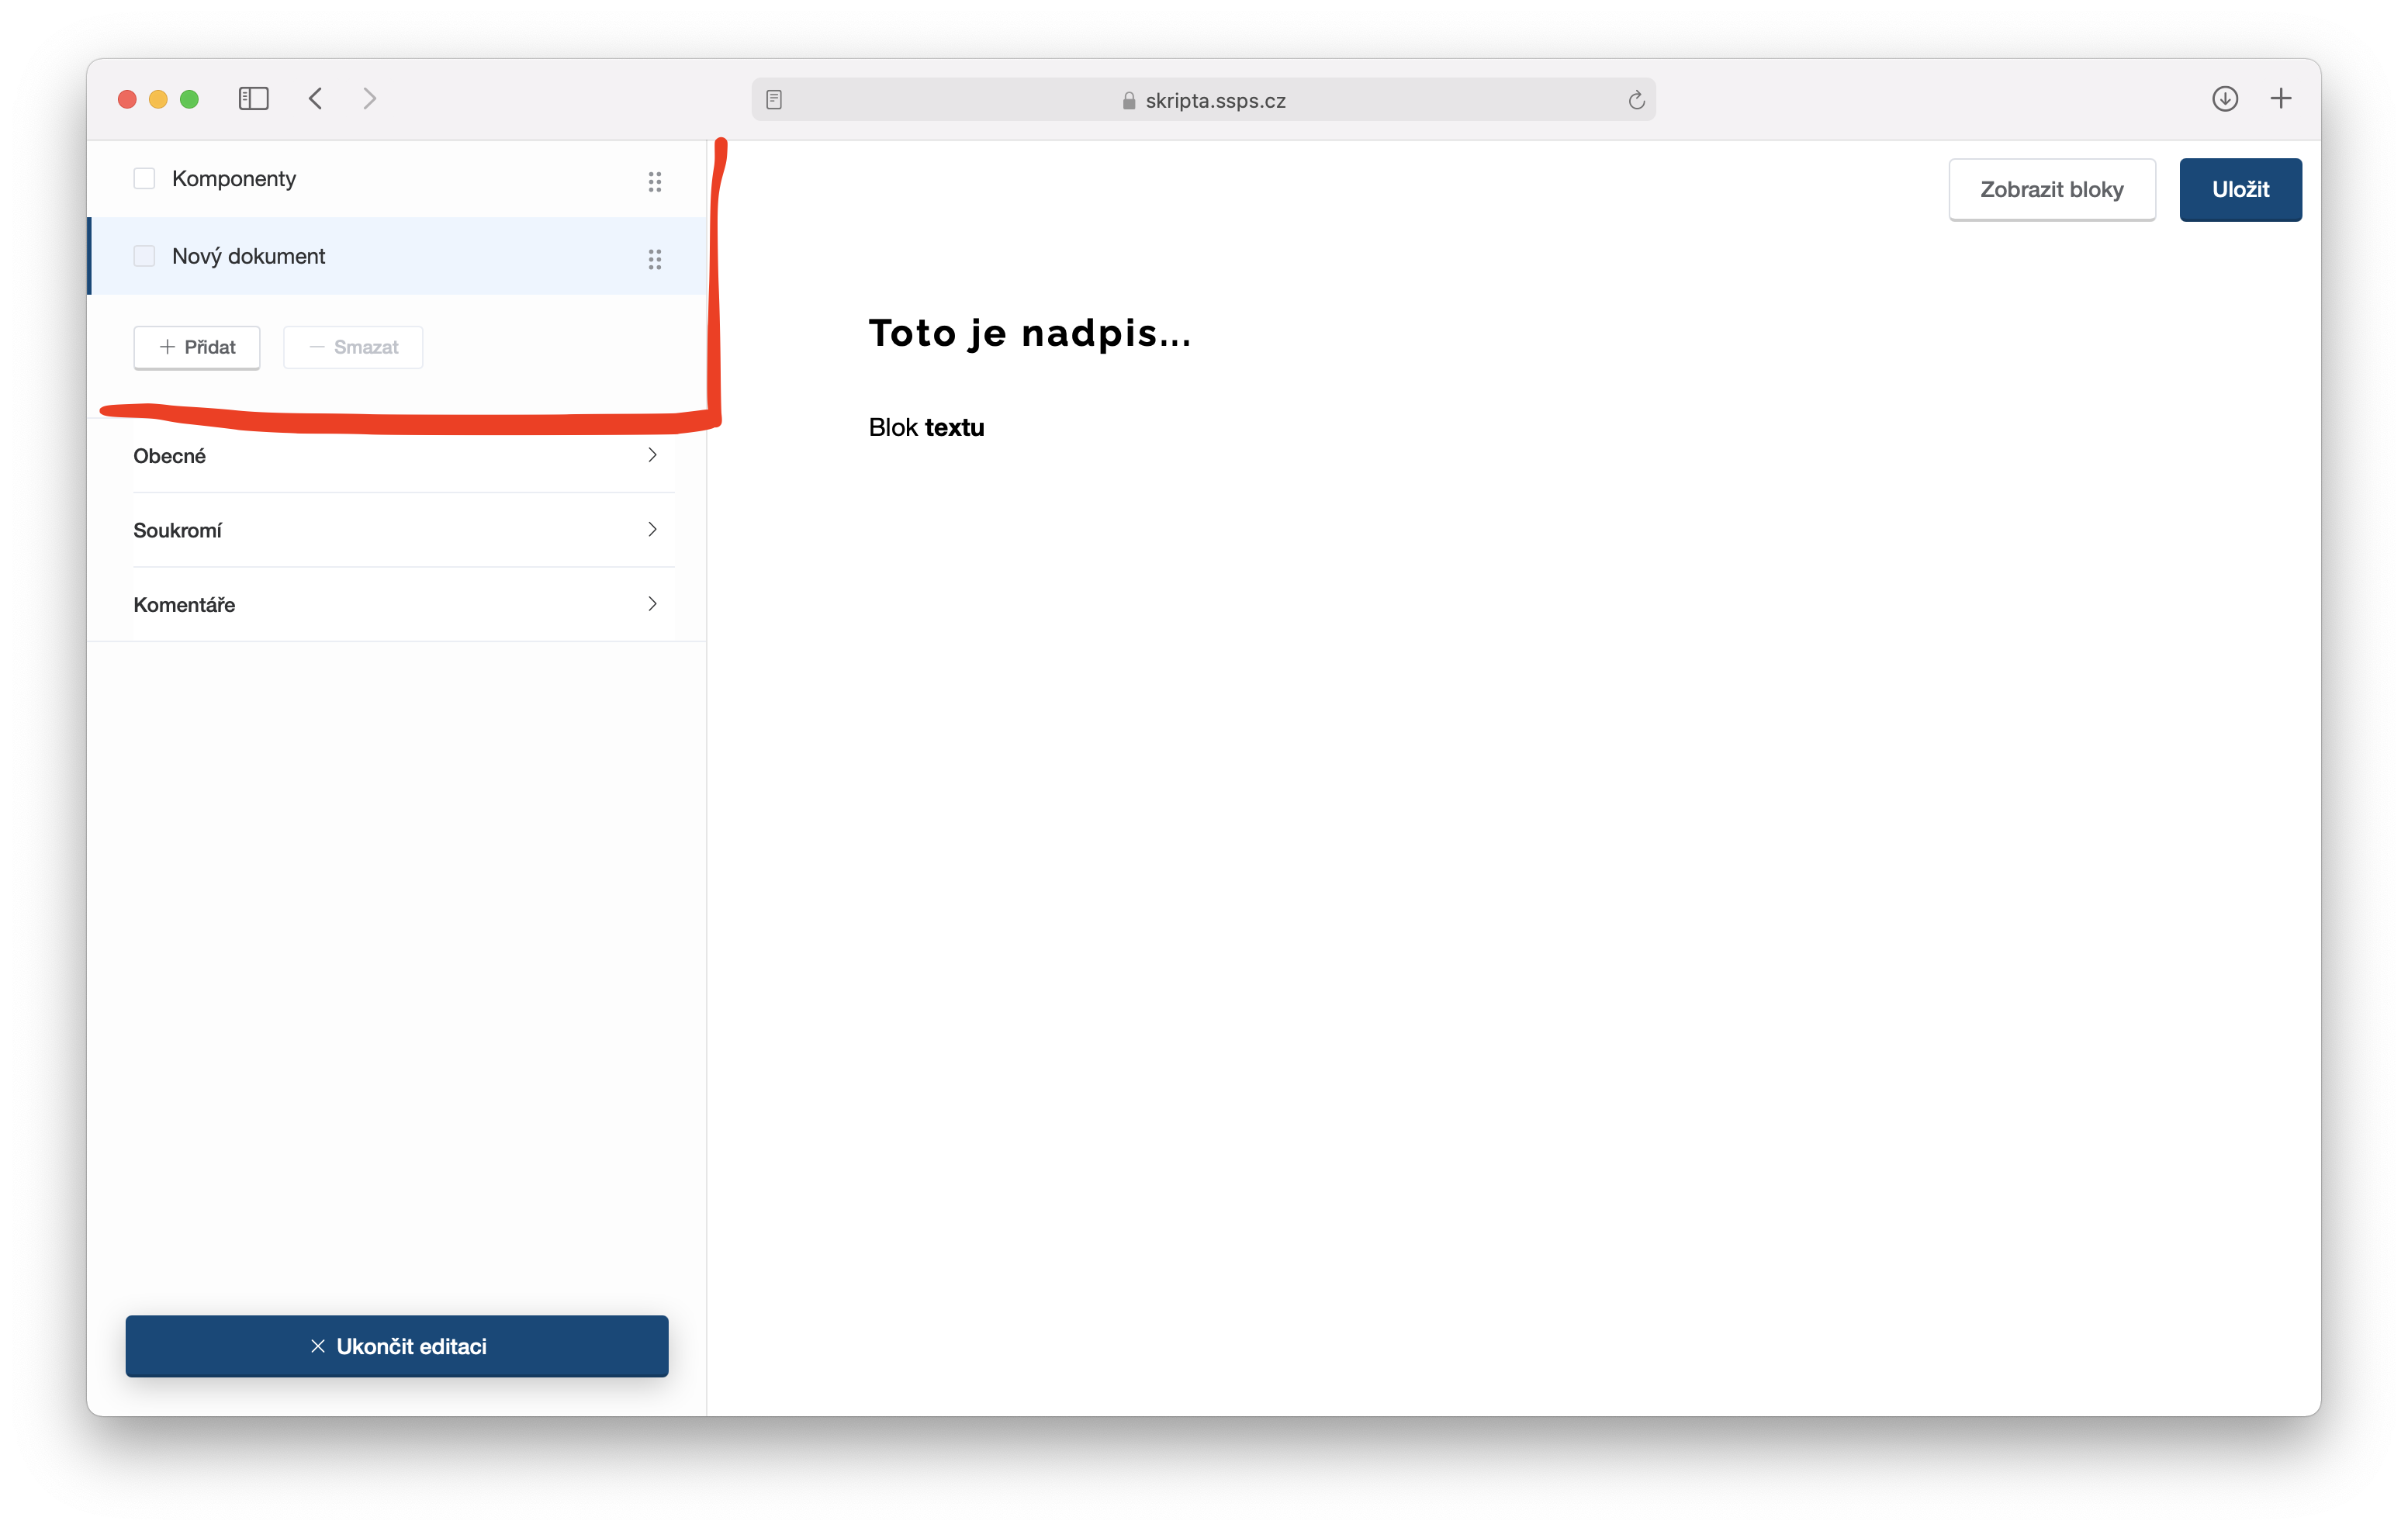 skripta.ssps.cz
Komponenty
Nový dokument
Přidat
Smazat
Obecné
Soukromí
Komentáře
Ukončit editaci
Zobrazit bloky
Uložit
Toto je nadpis...
Blok textu